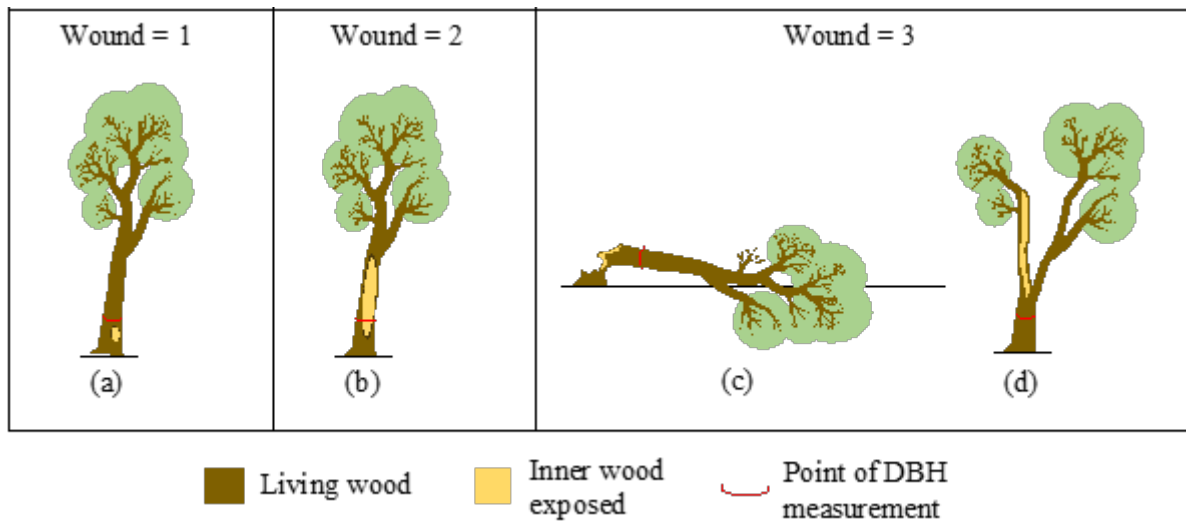 Wound = 1
Wound = 2
Wound = 3
(a)
(b)
(c)
(d)
Living wood
Inner wood
exposed
Point of DBH
measurement